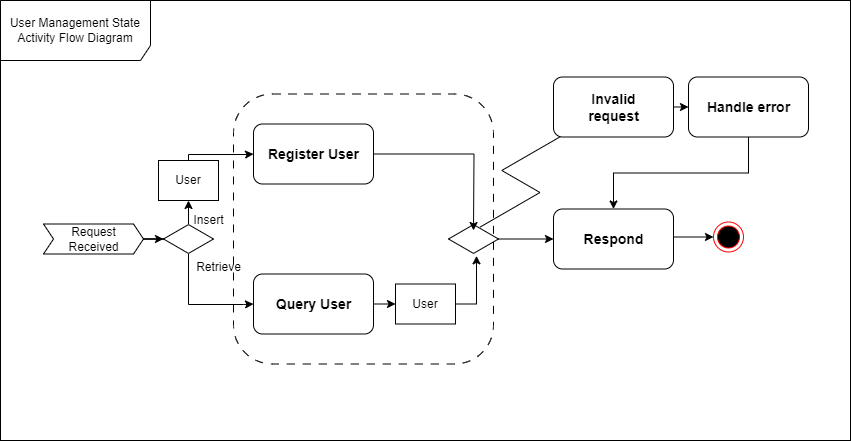 User Management State
Activity Flow Diagram
Invalid
request
Handle error
Register User
User
Insert
Request
Received
Respond
Retrieve
Query User
User